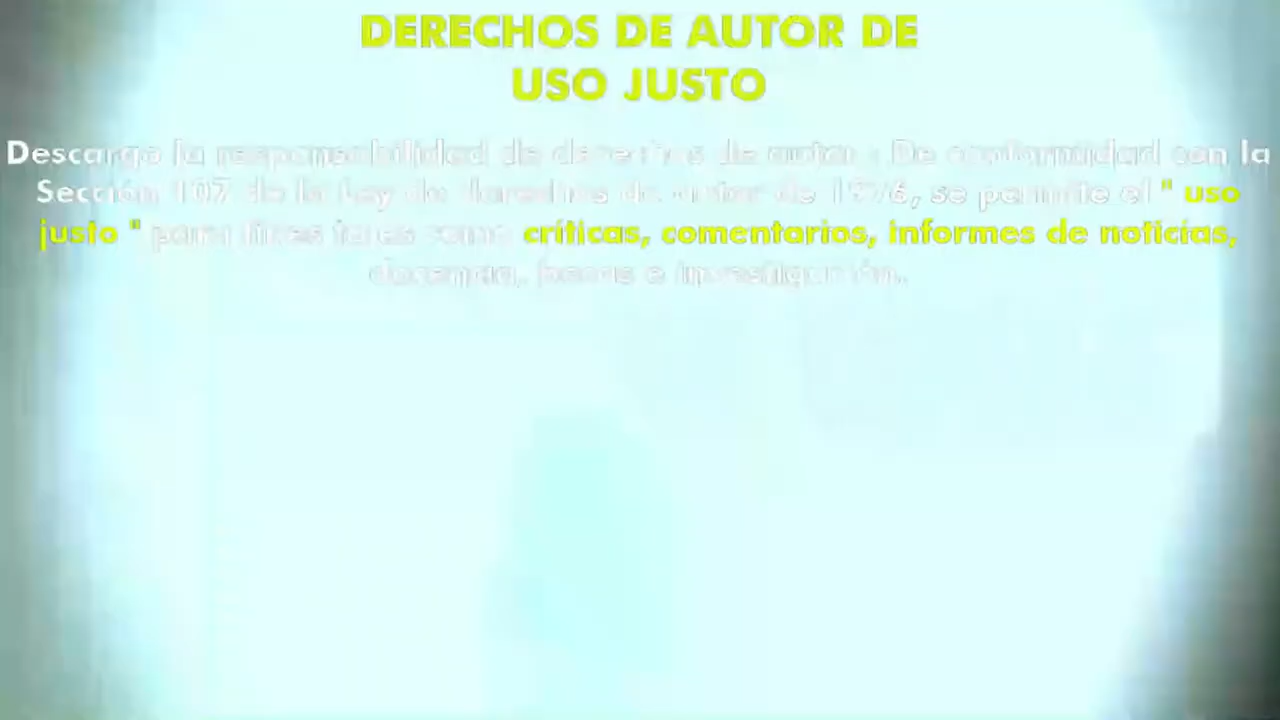 DERECHOS DE AUTOR DE
USO JUSTO
Descarga la responsabilidad de derechos de autor : De conformidad con la
Sección 107 de la Ley de derechos de autor de 1976, se permite el " uso
justo " para fines tales como críticas, comentarios, informes de noticias,
docencia, becas e investigación.